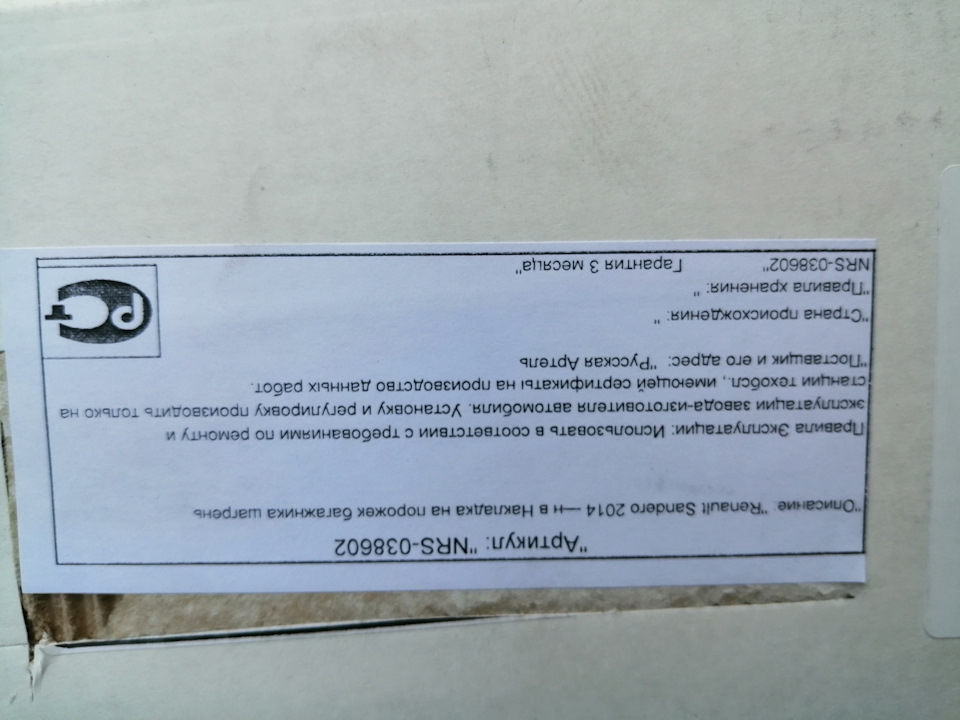 "Артикул: "NRS-038602
"Описание: "Renault Sandero 2014 —н в Накладка на порожек багажника шагрень
Правила Эксплуатации: Использовать в соответствии с требованиями по ремонту и
эксплуатации завода-изготовителя автомобиля. Установку и регулировку производить только на
станции техобсл., имеющей сертификаты на производство данных работ.
"Поставщик и его адрес: "Русская Артель
"Страна происхождения: "
"Правила хранения: "
NRS-038602" Гарантия 3 месяца"
РСТ